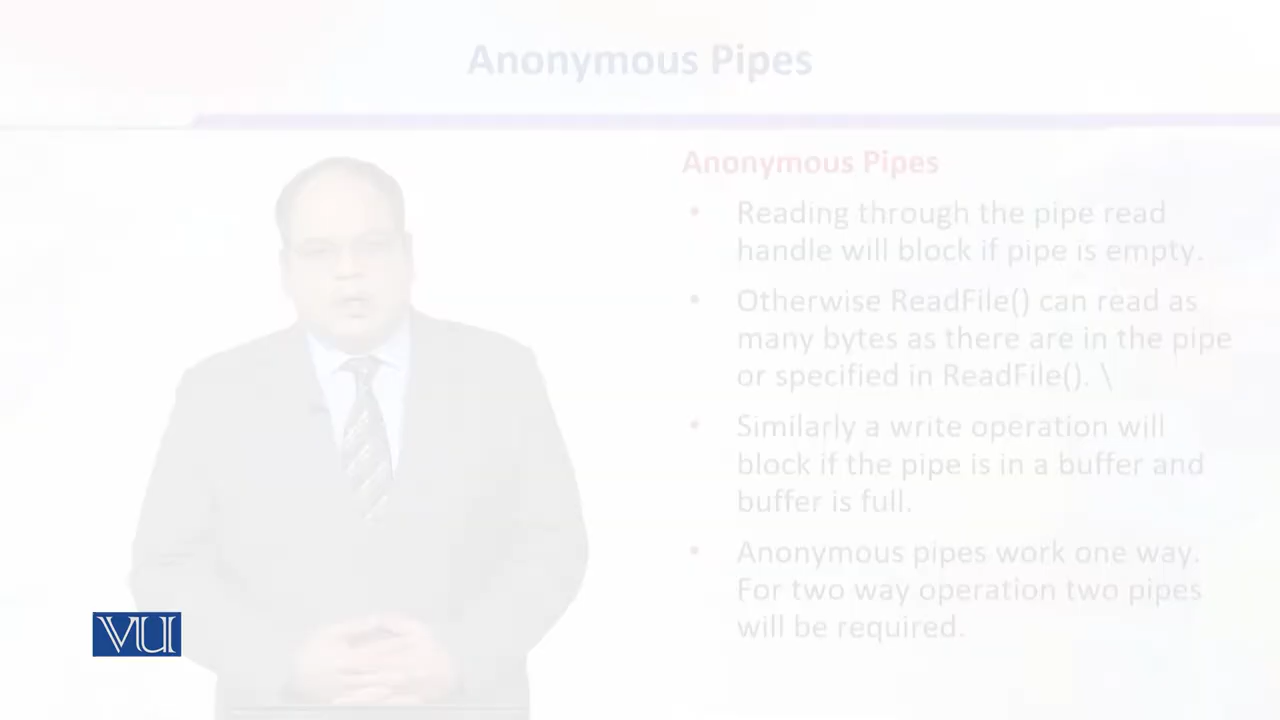 Anonymous Pipes
Anonymous Pipes
• Reading through the pipe read
handle will block if pipe is empty.
• Otherwise ReadFile() can read as
many bytes as there are in the pipe
or specified in ReadFile(). \
• Similarly a write operation will
block if the pipe is in a buffer and
buffer is full.
• Anonymous pipes work one way.
For two way operation two pipes
will be required.
VU